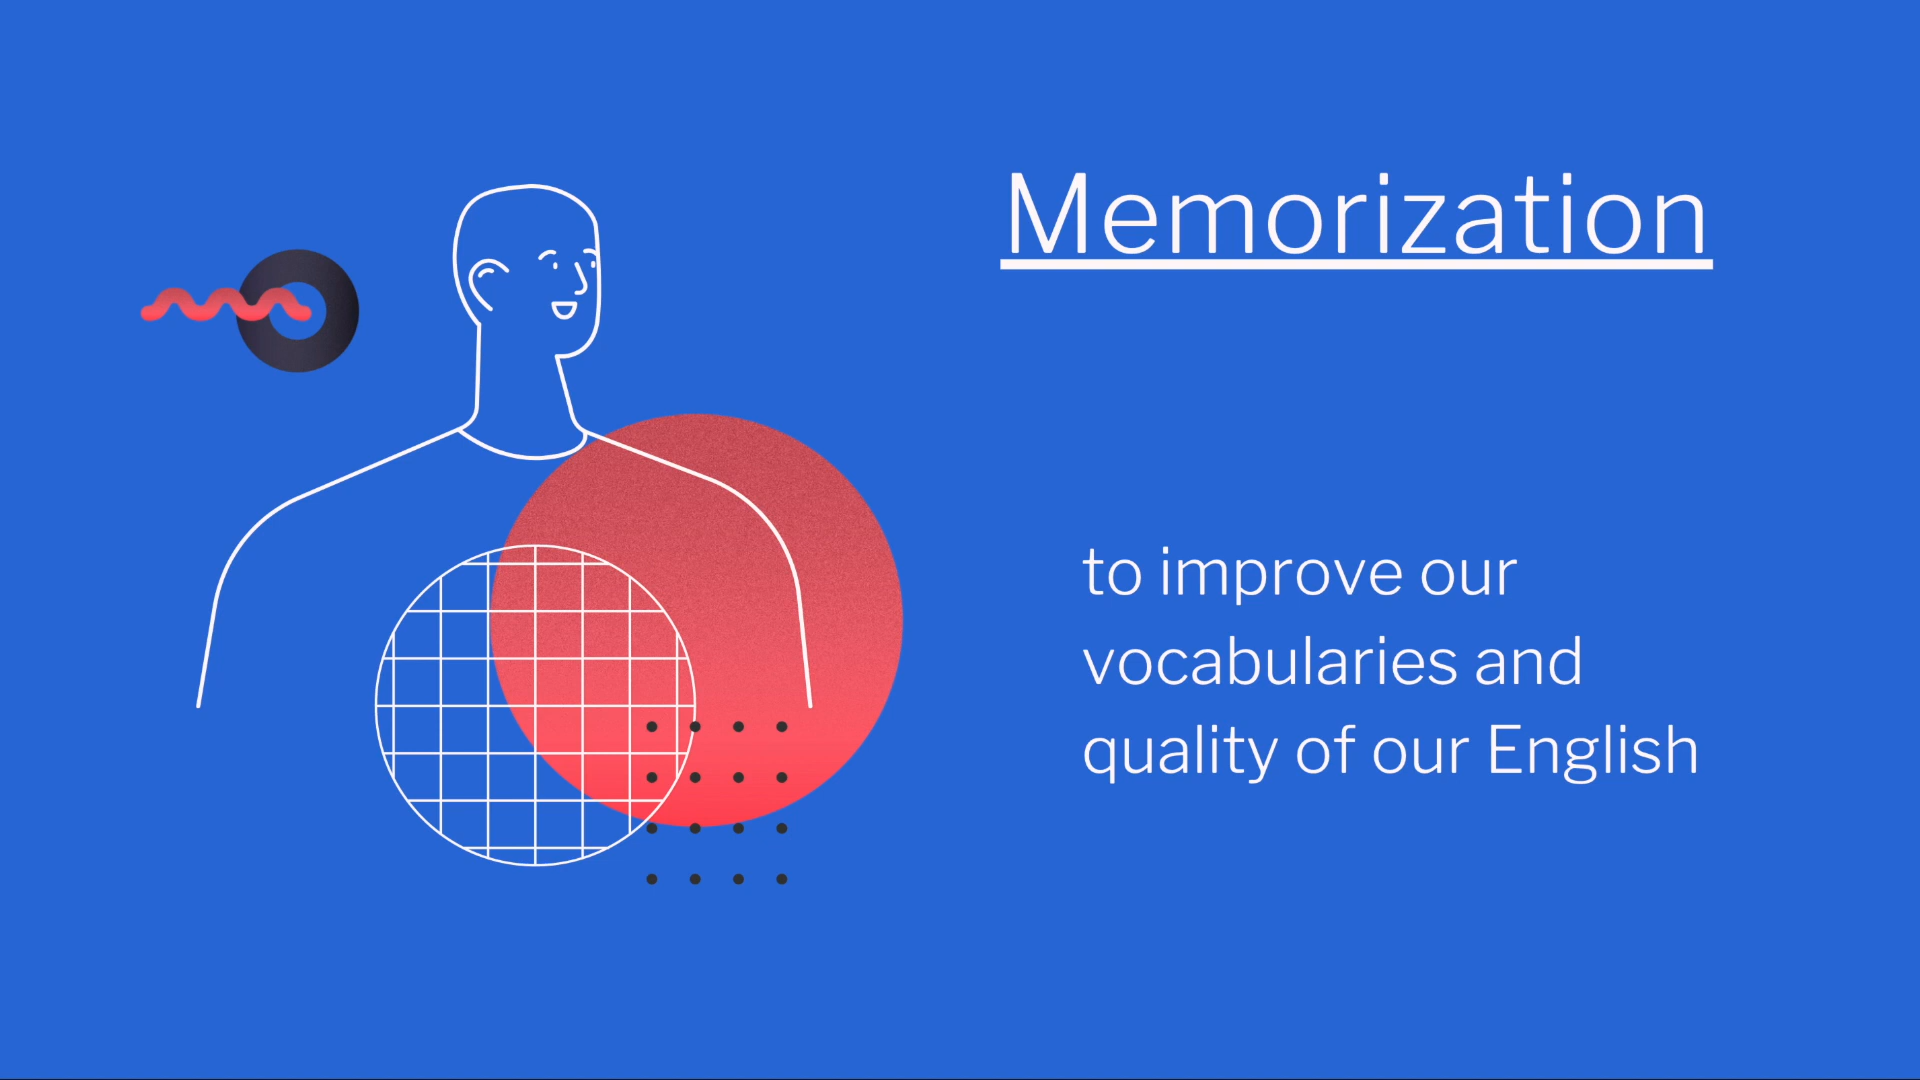 Memorization
to improve our
vocabularies and
quality of our English